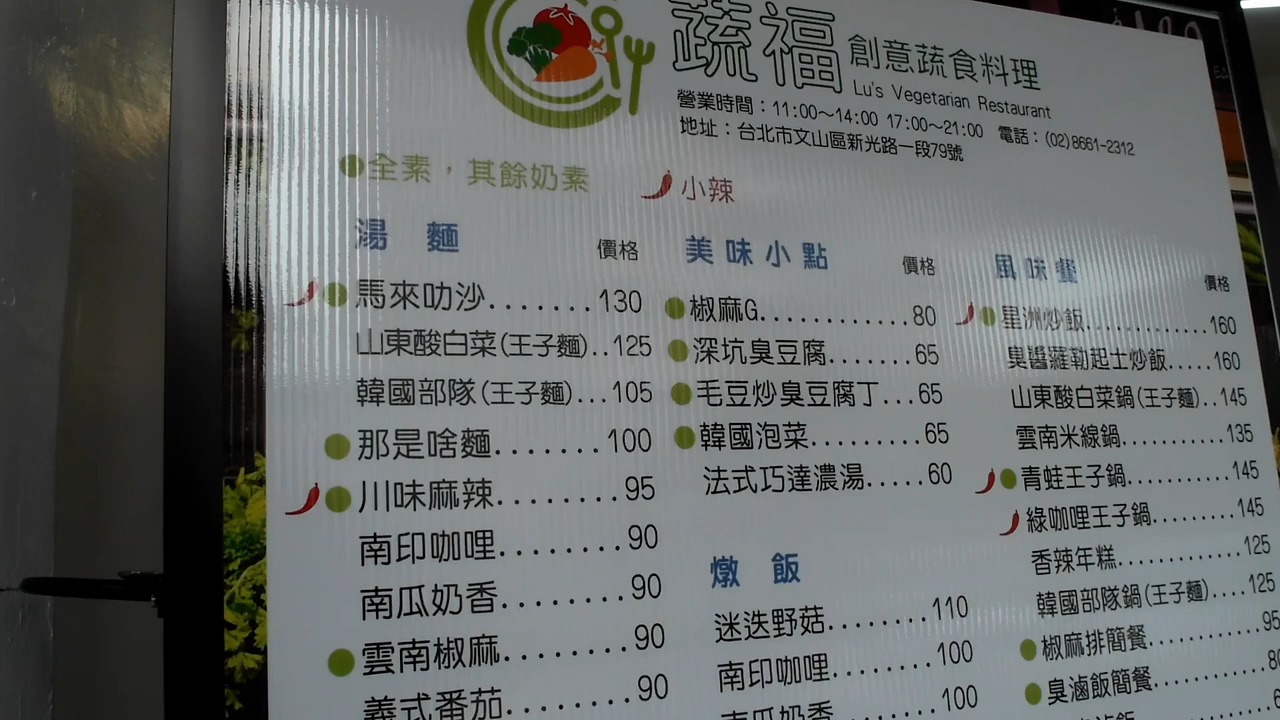 蔬福 創意蔬食料理
Lu's Vegetarian Restaurant
營業時間：11:00～14:00 17:00～21:00 電話：(02)8661-2312
地址：台北市文山區新光路一段79號
全素，其餘奶素 小辣
湯麵 價格
馬來叻沙........130
山東酸白菜(王子麵)..125
韓國部隊(王子麵)...105
那是啥麵.......100
川味麻辣........95
南印咖哩........90
南瓜奶香........90
雲南椒麻........90
義式番茄........90
美味小點 價格
椒麻G............80
深坑臭豆腐.......65
毛豆炒臭豆腐丁...65
韓國泡菜.........65
法式巧達濃湯.....60
燉飯
迷迭野菇........110
南印咖哩........100
南瓜奶香........100
風味餐 價格
星洲炒飯..........160
臭醬羅勒起士炒飯.....160
山東酸白菜鍋(王子麵)..145
雲南米線鍋.........135
青蛙王子鍋.........145
綠咖哩王子鍋.......145
香辣年糕..........125
韓國部隊鍋(王子麵)....125
椒麻排簡餐..........95
臭滷飯簡餐..........